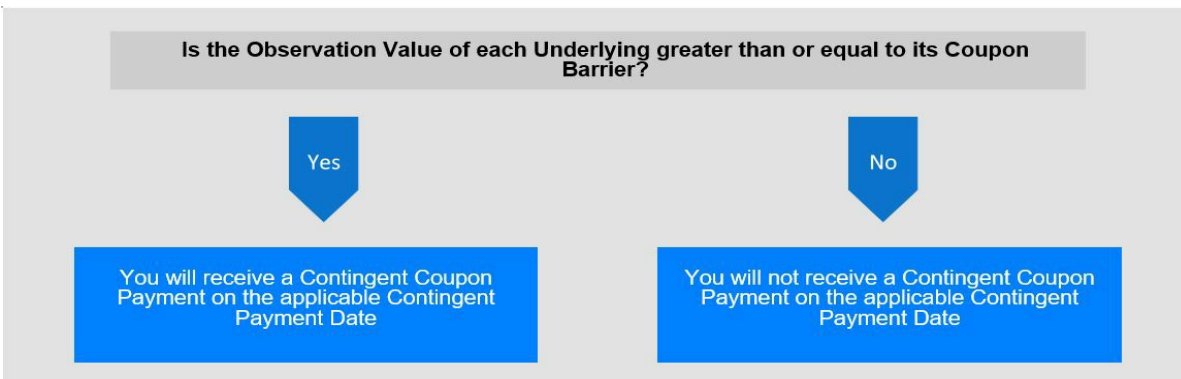 Is the Observation Value of each Underlying greater than or equal to its Coupon
Barrier?
Yes
No
You will receive a Contingent Coupon
Payment on the applicable Contingent
Payment Date
You will not receive a Contingent Coupon
Payment on the applicable Contingent
Payment Date